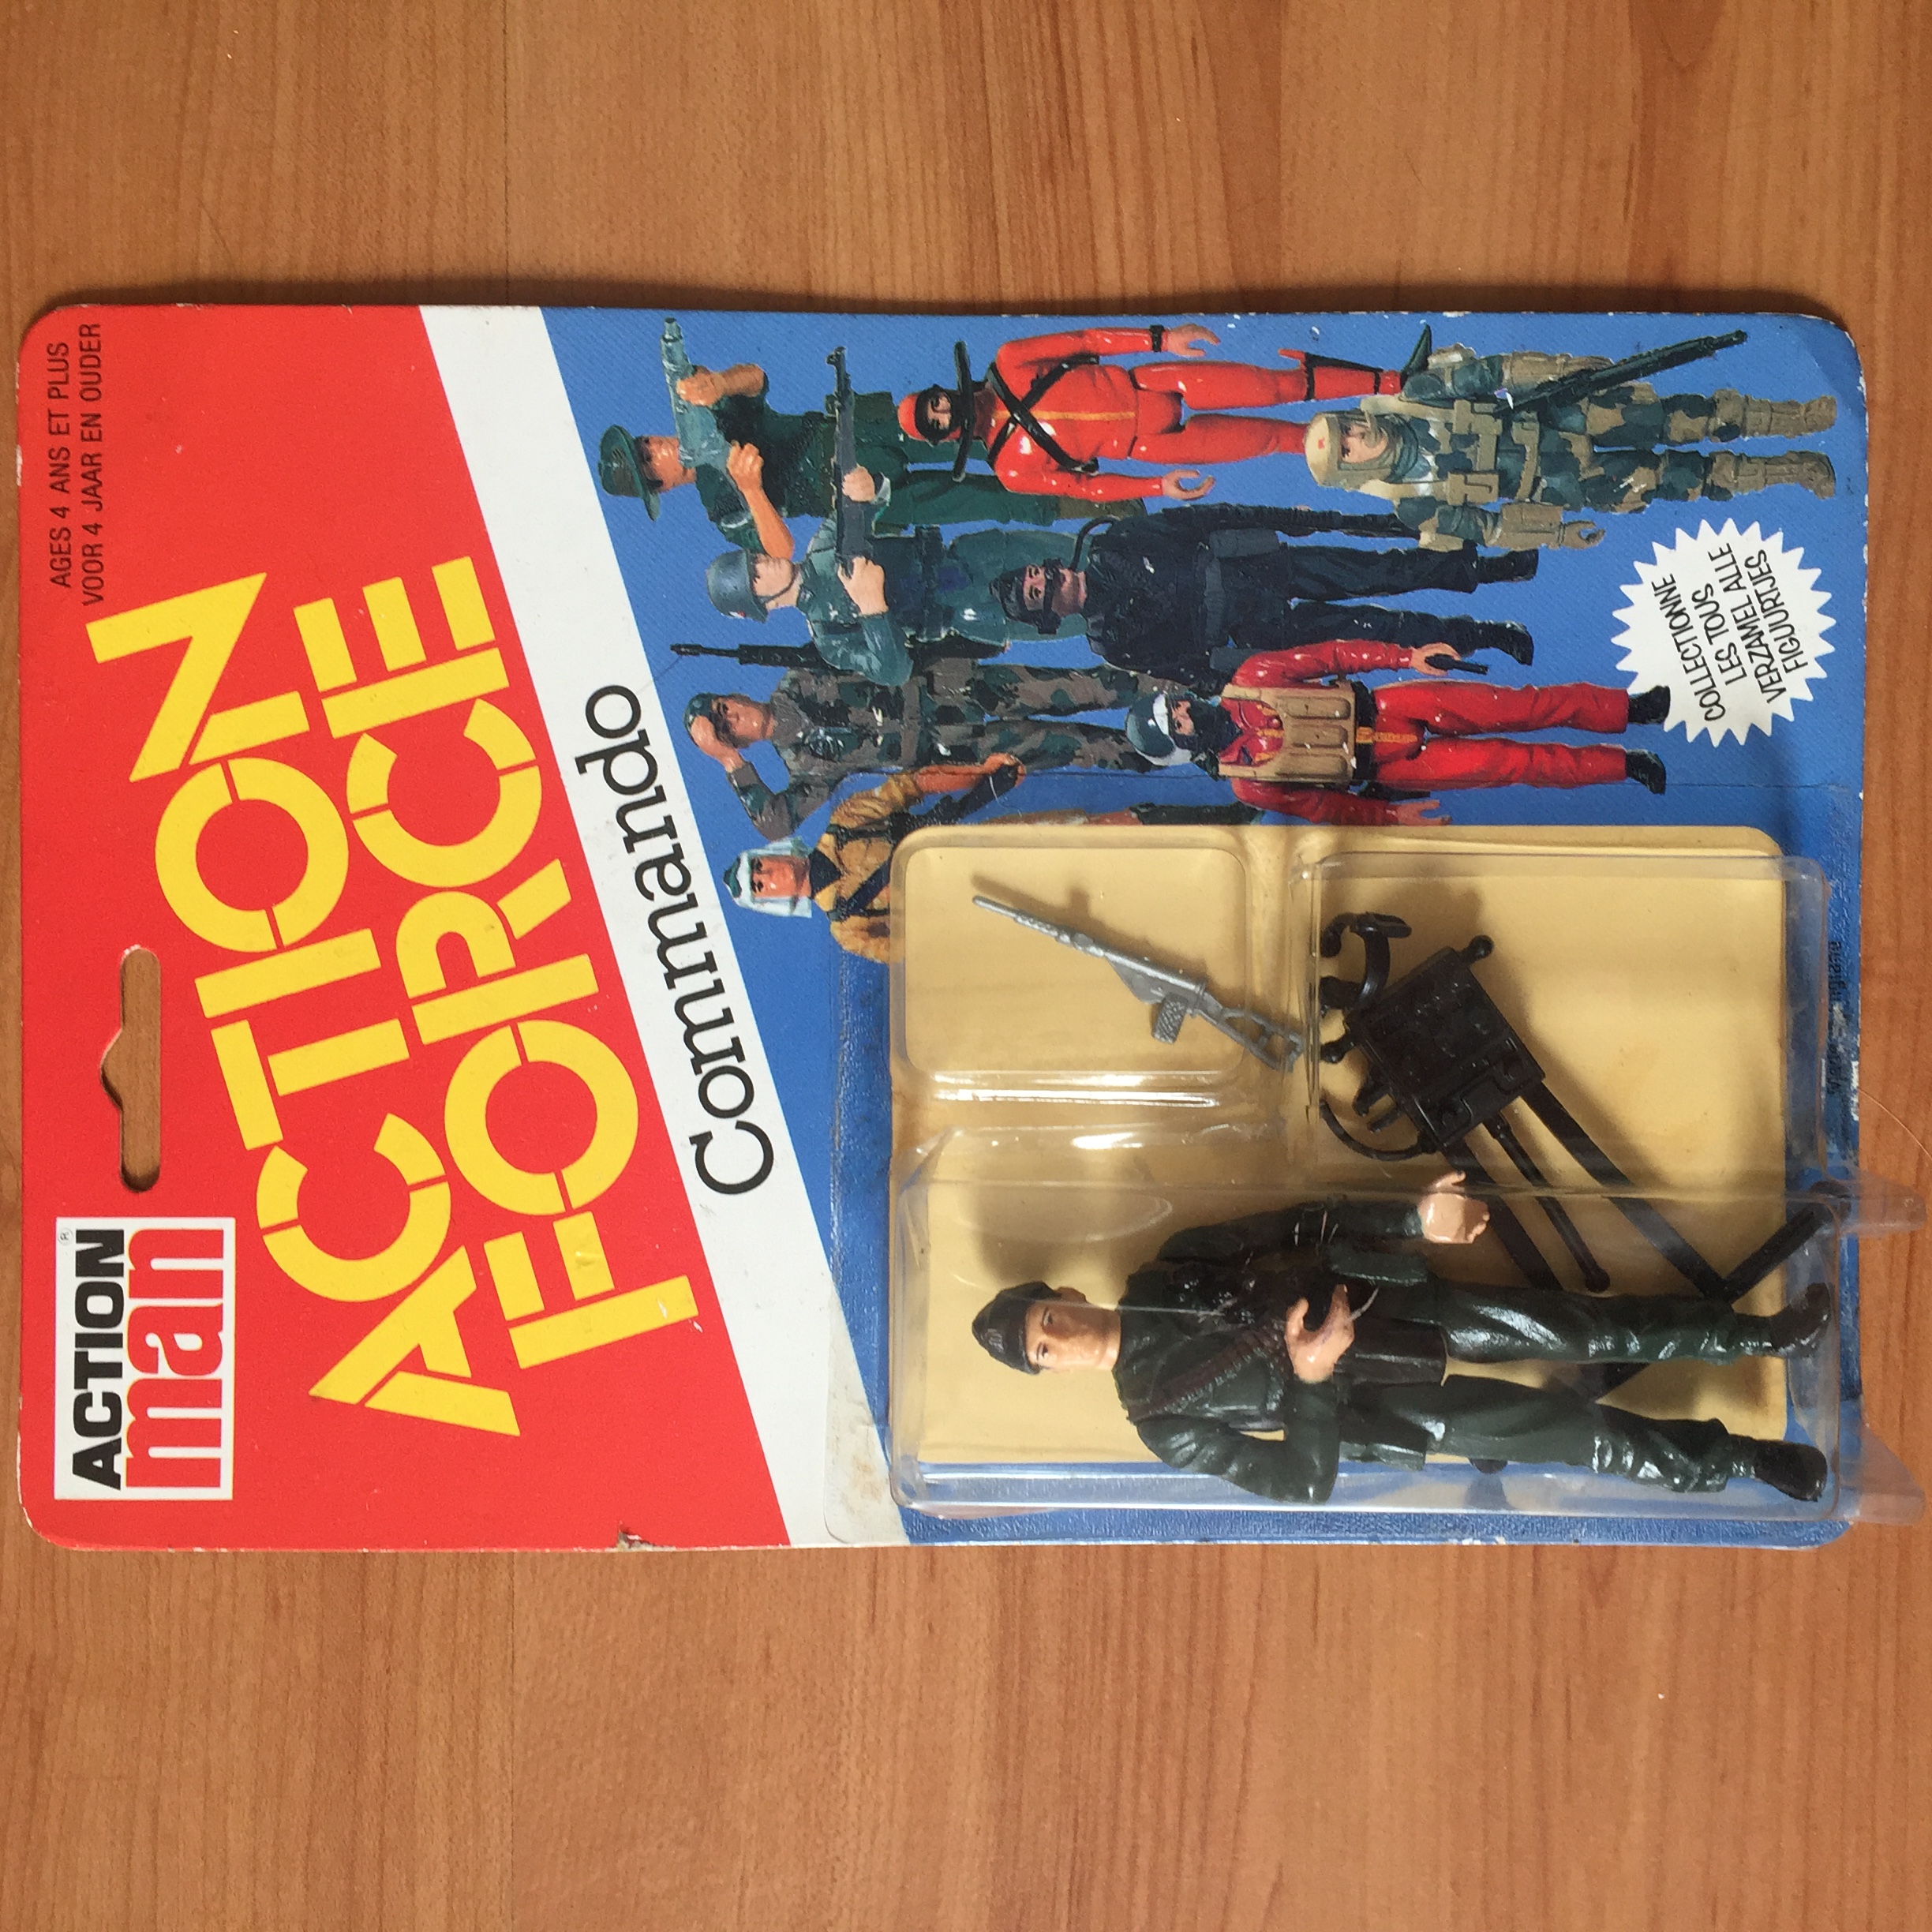 ACTION
man®
AGES 4 ANS ET PLUS
VOOR 4 JAAR EN OUDER
ACTION
FORCE
Commando
COLLECTIONNE
LES TOUS
VERZAMEL ALLE
FIGUURTJES